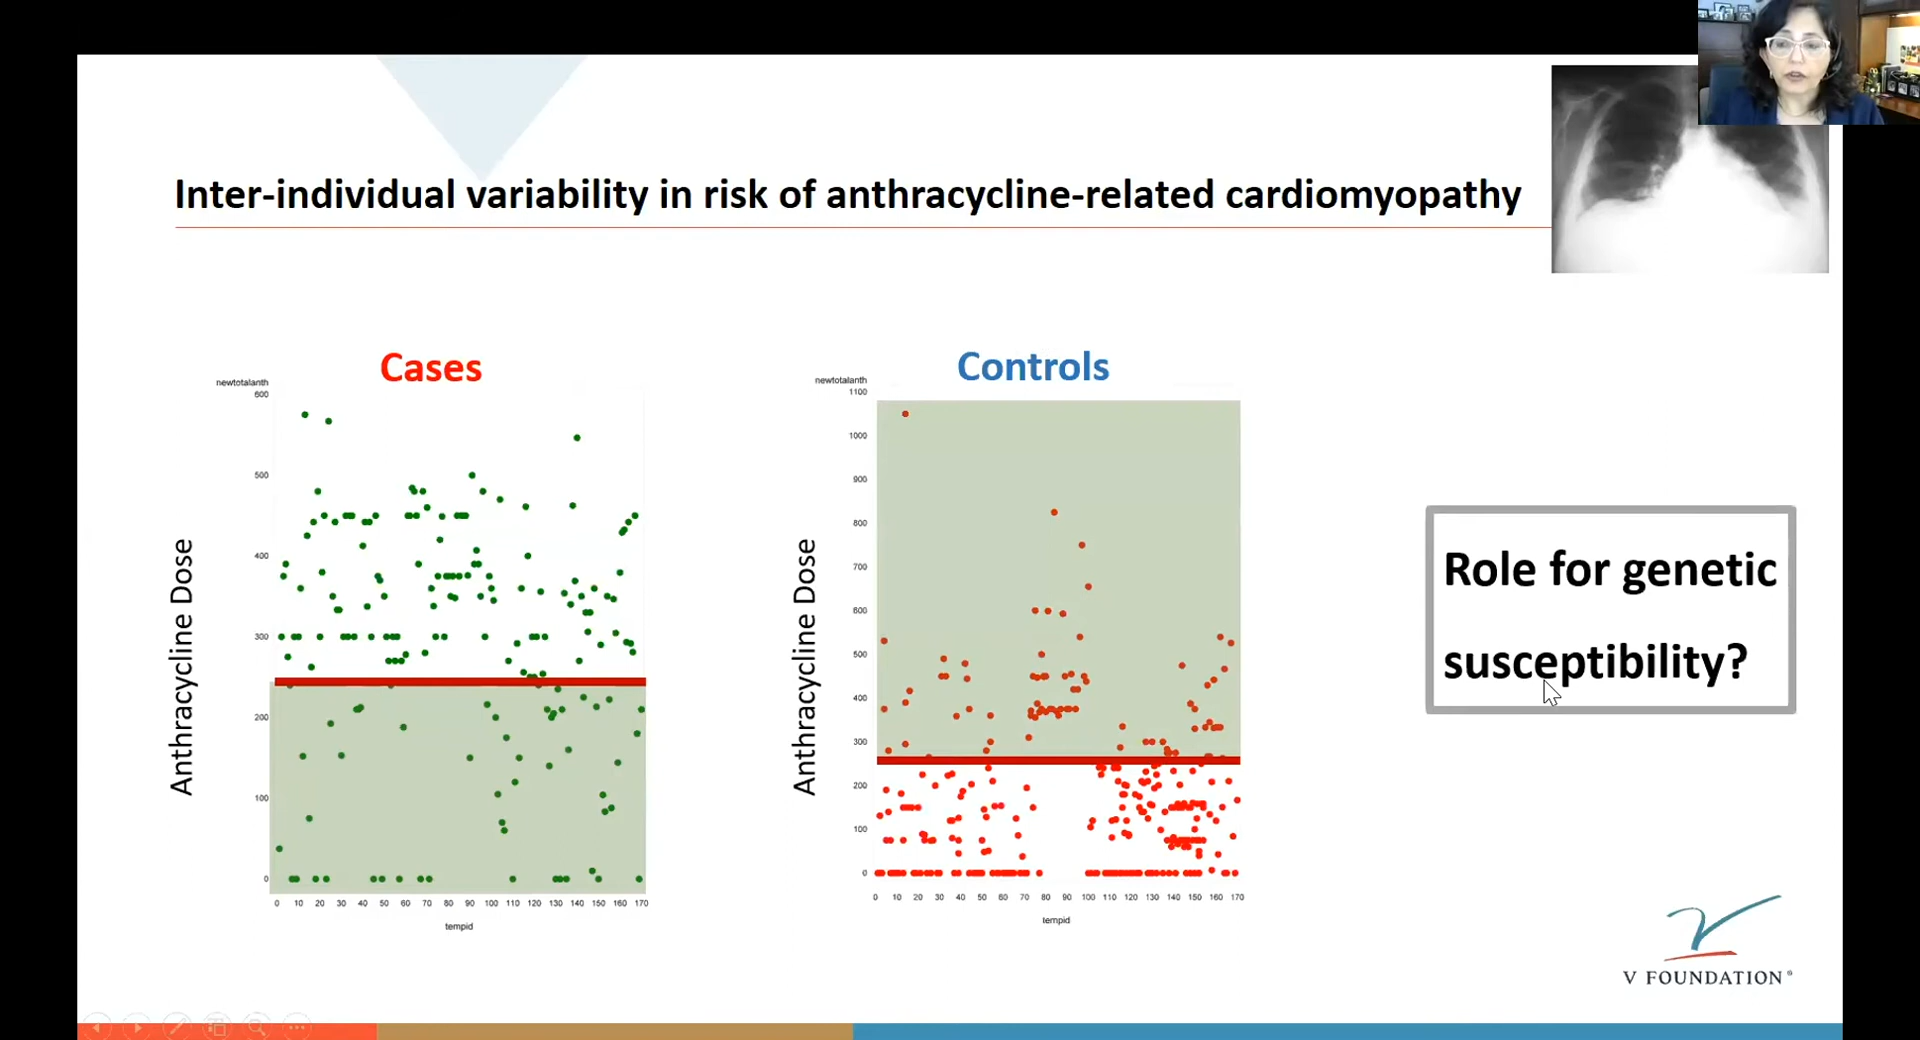 Inter-individual variability in risk of anthracycline-related cardiomyopathy
Cases
newtotalanth
600
500
400
300
200
100
0
0 10 20 30 40 50 60 70 80 90 100 110 120 130 140 150 160 170
tempid
Anthracycline Dose
Controls
newtotalanth
1100
1000
900
800
700
600
500
400
300
200
100
0
0 10 20 30 40 50 60 70 80 90 100 110 120 130 140 150 160 170
tempid
Anthracycline Dose
Role for genetic
susceptibility?
V FOUNDATION®